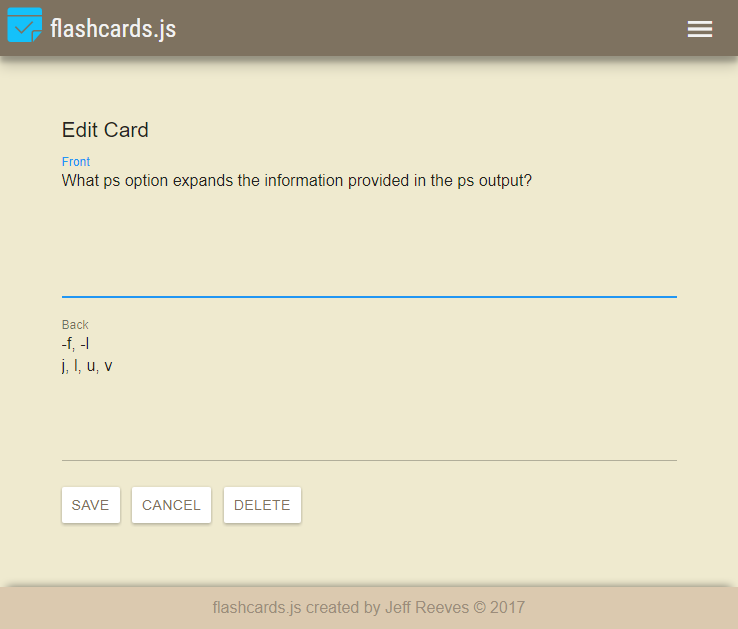 flashcards.js
Edit Card
Front
What ps option expands the information provided in the ps output?
Back
-f, -l
j, l, u, v
SAVE CANCEL DELETE
flashcards.js created by Jeff Reeves © 2017